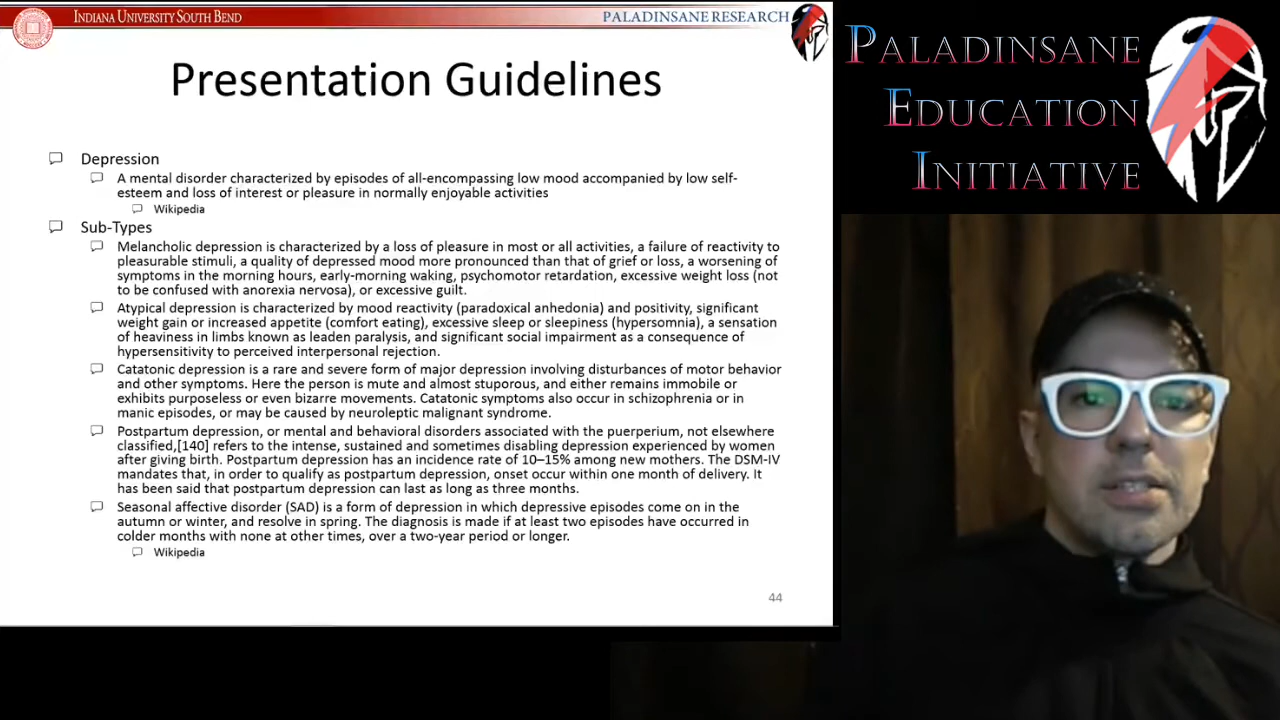 INDIANA UNIVERSITY SOUTH BEND
PALADINSANE RESEARCH
Presentation Guidelines
Depression
A mental disorder characterized by episodes of all-encompassing low mood accompanied by low self-
esteem and loss of interest or pleasure in normally enjoyable activities
Wikipedia
Sub-Types
Melancholic depression is characterized by a loss of pleasure in most or all activities, a failure of reactivity to
pleasurable stimuli, a quality of depressed mood more pronounced than that of grief or loss, a worsening of
symptoms in the morning hours, early-morning waking, psychomotor retardation, excessive weight loss (not
to be confused with anorexia nervosa), or excessive guilt.
Atypical depression is characterized by mood reactivity (paradoxical anhedonia) and positivity, significant
weight gain or increased appetite (comfort eating), excessive sleep or sleepiness (hypersomnia), a sensation
of heaviness in limbs known as leaden paralysis, and significant social impairment as a consequence of
hypersensitivity to perceived interpersonal rejection.
Catatonic depression is a rare and severe form of major depression involving disturbances of motor behavior
and other symptoms. Here the person is mute and almost stuporous, and either remains immobile or
exhibits purposeless or even bizarre movements. Catatonic symptoms also occur in schizophrenia or in
manic episodes, or may be caused by neuroleptic malignant syndrome.
Postpartum depression, or mental and behavioral disorders associated with the puerperium, not elsewhere
classified,[140] refers to the intense, sustained and sometimes disabling depression experienced by women
after giving birth. Postpartum depression has an incidence rate of 10–15% among new mothers. The DSM-IV
mandates that, in order to qualify as postpartum depression, onset occur within one month of delivery. It
has been said that postpartum depression can last as long as three months.
Seasonal affective disorder (SAD) is a form of depression in which depressive episodes come on in the
autumn or winter, and resolve in spring. The diagnosis is made if at least two episodes have occurred in
colder months with none at other times, over a two-year period or longer.
Wikipedia
44
PALADINSANE
EDUCATION
INITIATIVE